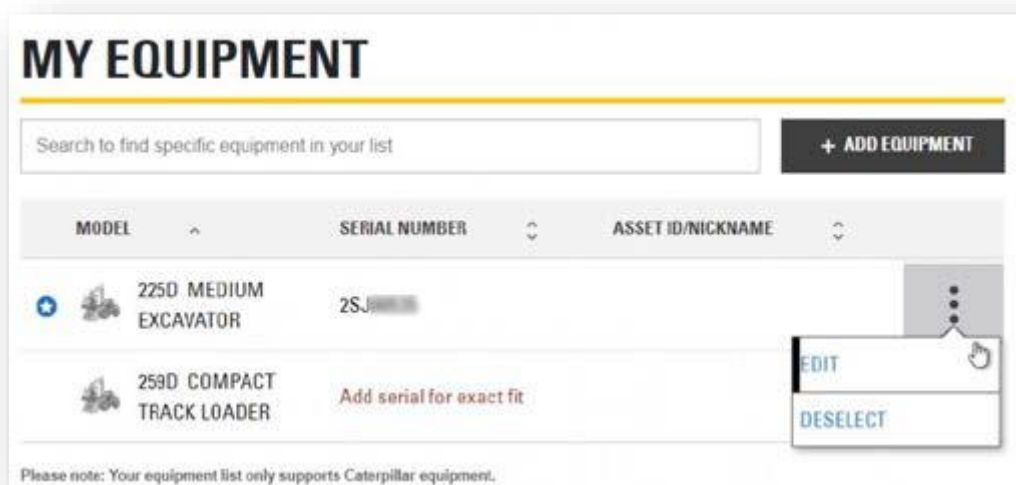 MY EQUIPMENT
Search to find specific equipment in your list
+ ADD EQUIPMENT
MODEL SERIAL NUMBER ASSET ID/NICKNAME
225D MEDIUM
EXCAVATOR
2SJ
EDIT
259D COMPACT
TRACK LOADER
Add serial for exact fit
DESELECT
Please note: Your equipment list only supports Caterpillar equipment.